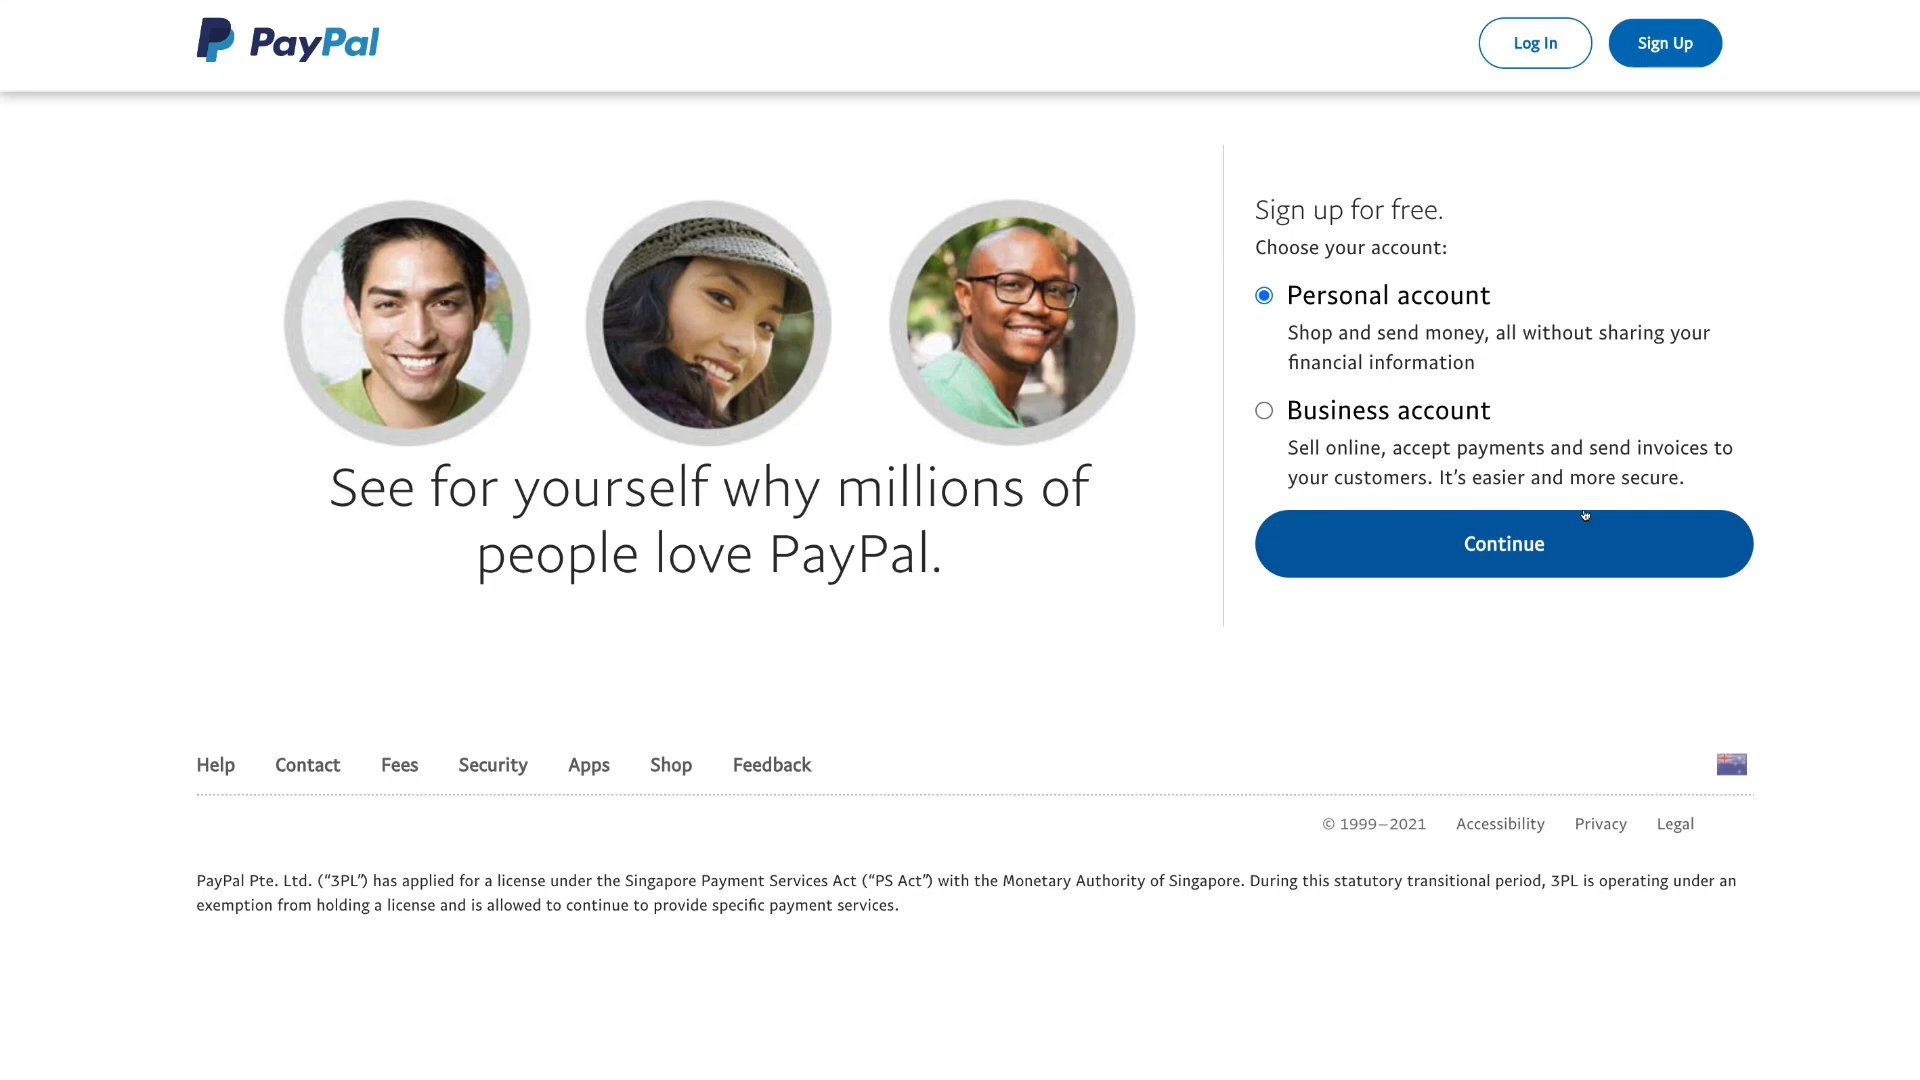 PayPal
Log In
Sign Up
See for yourself why millions of
people love PayPal.
Sign up for free.
Choose your account:
Personal account
Shop and send money, all without sharing your
financial information
Business account
Sell online, accept payments and send invoices to
your customers. It’s easier and more secure.
Continue
Help Contact Fees Security Apps Shop Feedback
© 1999–2021 Accessibility Privacy Legal
PayPal Pte. Ltd. (“3PL”) has applied for a license under the Singapore Payment Services Act (“PS Act”) with the Monetary Authority of Singapore. During this statutory transitional period, 3PL is operating under an
exemption from holding a license and is allowed to continue to provide specific payment services.